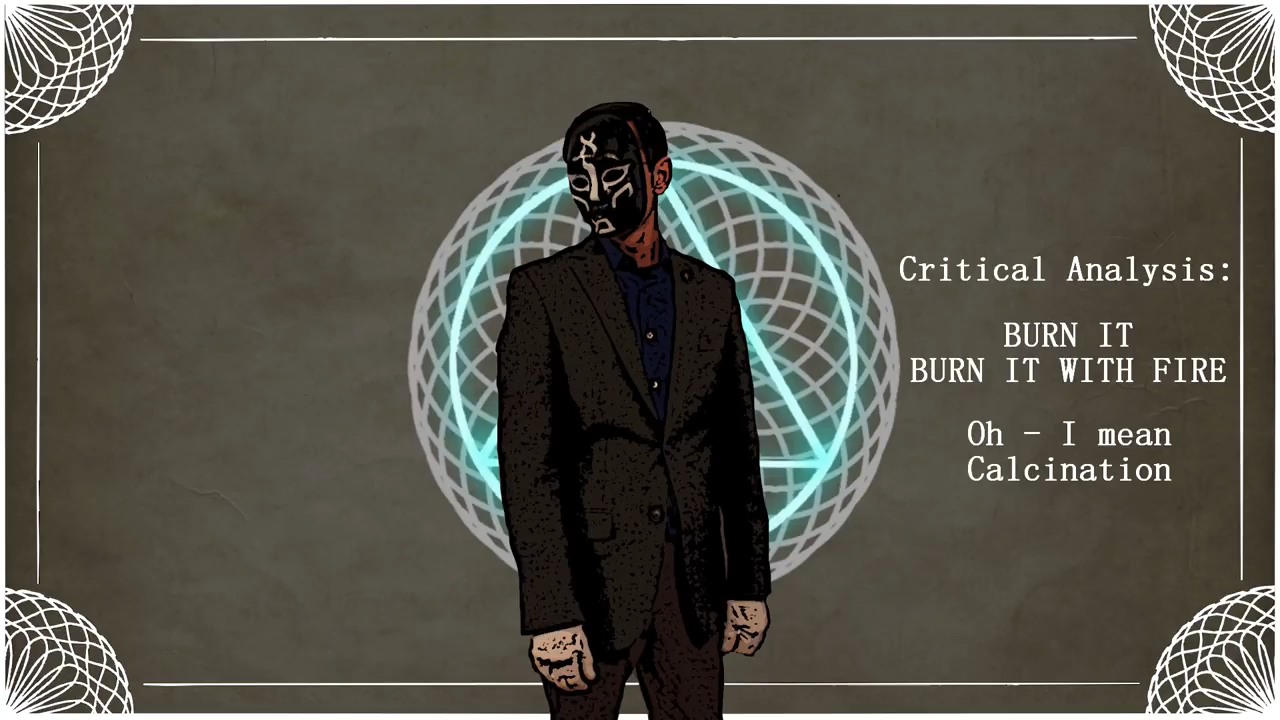 Critical Analysis:
BURN IT
BURN IT WITH FIRE
Oh - I mean
Calcination